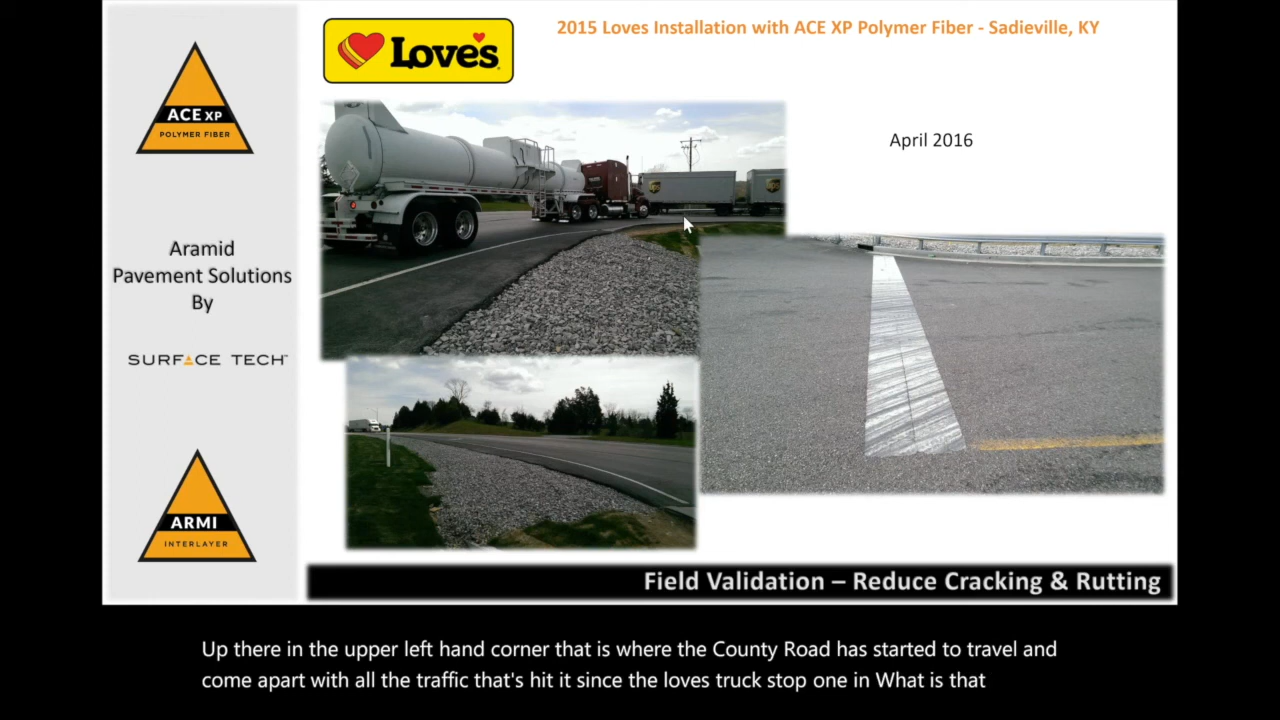 2015 Loves Installation with ACE XP Polymer Fiber - Sadieville, KY
Love's
ACE XP
POLYMER FIBER
April 2016
ups
ups
Aramid
Pavement Solutions
By
SURFACE TECH
ARMI
INTERLAYER
Field Validation – Reduce Cracking & Rutting
Up there in the upper left hand corner that is where the County Road has started to travel and
come apart with all the traffic that's hit it since the loves truck stop one in What is that